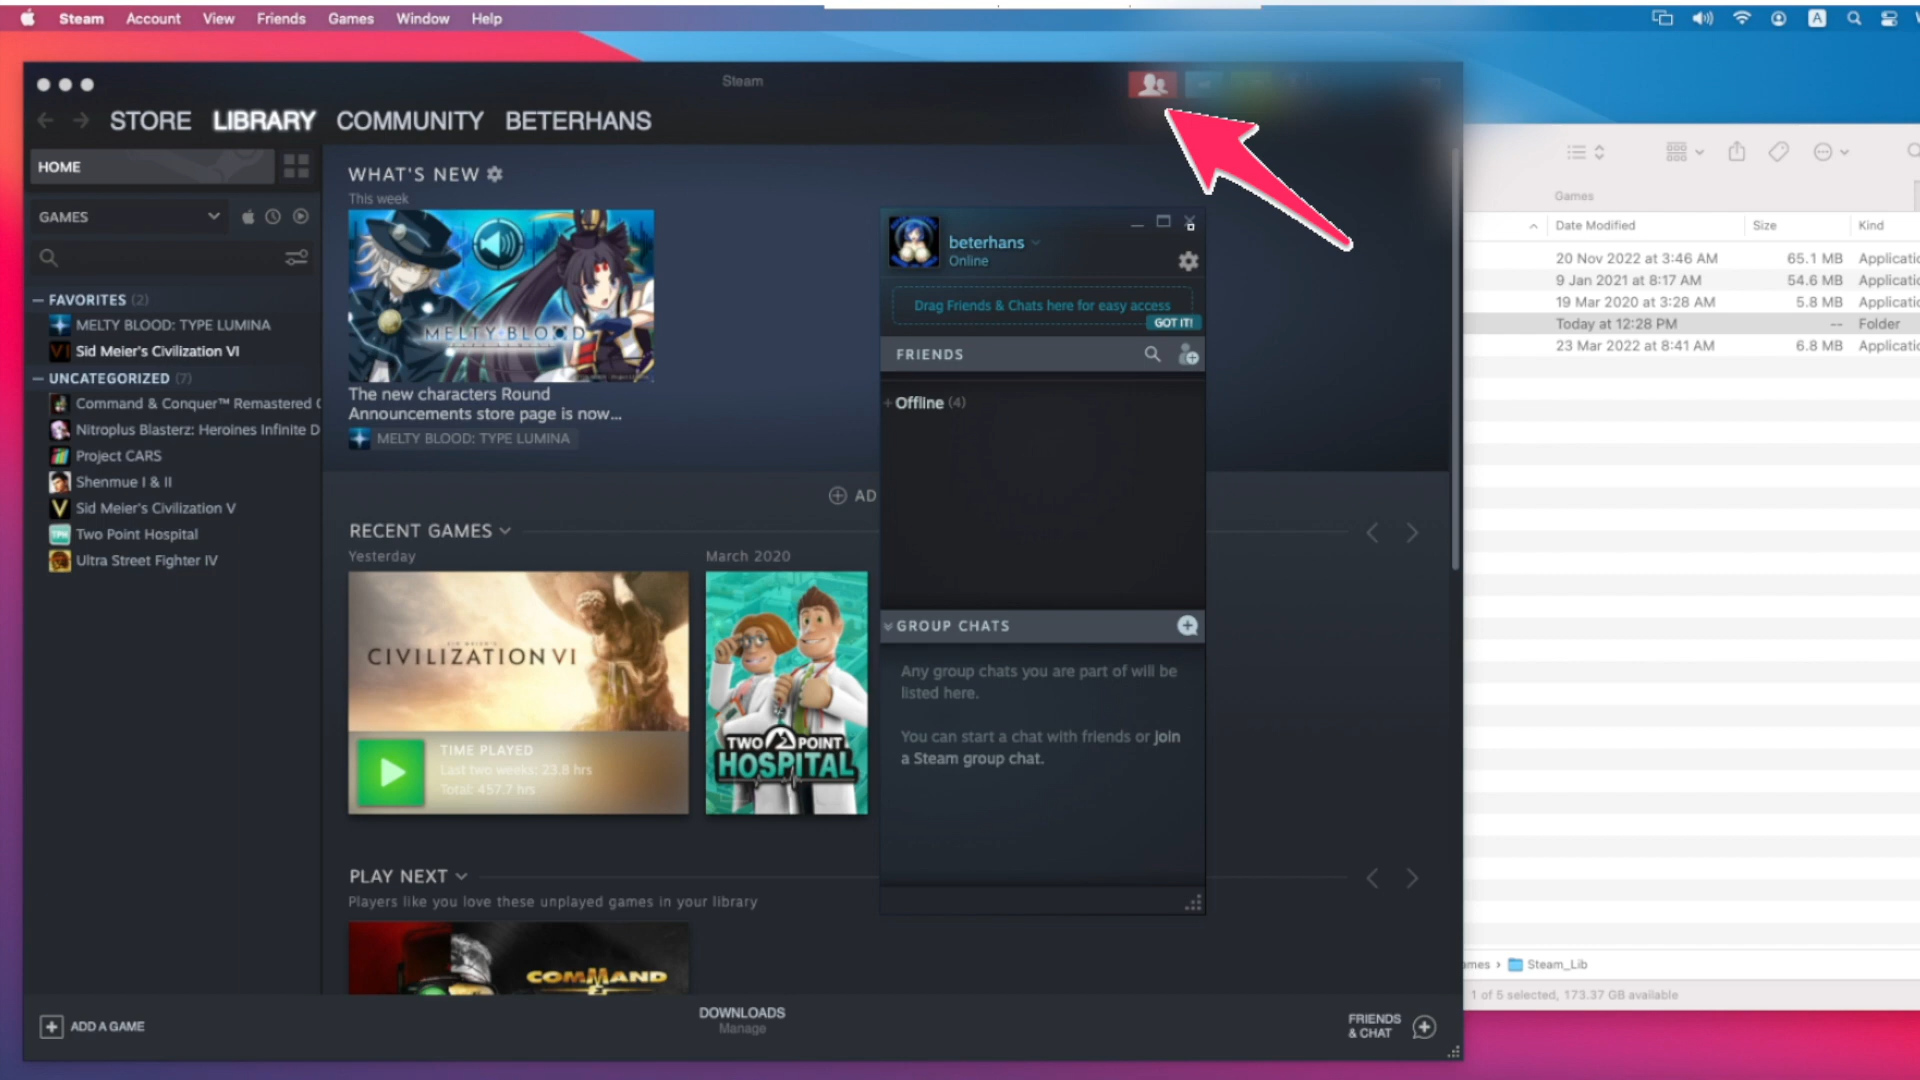 Steam Account View Friends Games Window Help
A
Steam
STORE LIBRARY COMMUNITY BETERHANS
HOME
GAMES
FAVORITES (2)
MELTY BLOOD: TYPE LUMINA
Sid Meier's Civilization VI
UNCATEGORIZED (7)
Command & Conquer™ Remastered
Nitroplus Blasterz: Heroines Infinite D
Project CARS
Shenmue I & II
Sid Meier's Civilization V
Two Point Hospital
Ultra Street Fighter IV
WHAT'S NEW
This week
MELTY BLOOD
The new characters Round
Announcements store page is now...
MELTY BLOOD: TYPE LUMINA
AD
RECENT GAMES
Yesterday
March 2020
SID MEIER'S
CIVILIZATION VI
TIME PLAYED
Last two weeks: 23.8 hrs
Total: 457.7 hrs
TWO POINT
HOSPITAL
PLAY NEXT
Players like you love these unplayed games in your library
COMMAND
beterhans
Online
Drag Friends & Chats here for easy access
GOT IT!
FRIENDS
Offline (4)
GROUP CHATS
Any group chats you are part of will be
listed here.
You can start a chat with friends or join
a Steam group chat.
ADD A GAME
DOWNLOADS
Manage
FRIENDS
& CHAT
Games
Date Modified Size Kind
20 Nov 2022 at 3:46 AM 65.1 MB Applicatio
9 Jan 2021 at 8:17 AM 54.6 MB Applicatio
19 Mar 2020 at 3:28 AM 5.8 MB Applicatio
Today at 12:28 PM -- Folder
23 Mar 2022 at 8:41 AM 6.8 MB Applicatio
ames › Steam_Lib
1 of 5 selected, 173.37 GB available